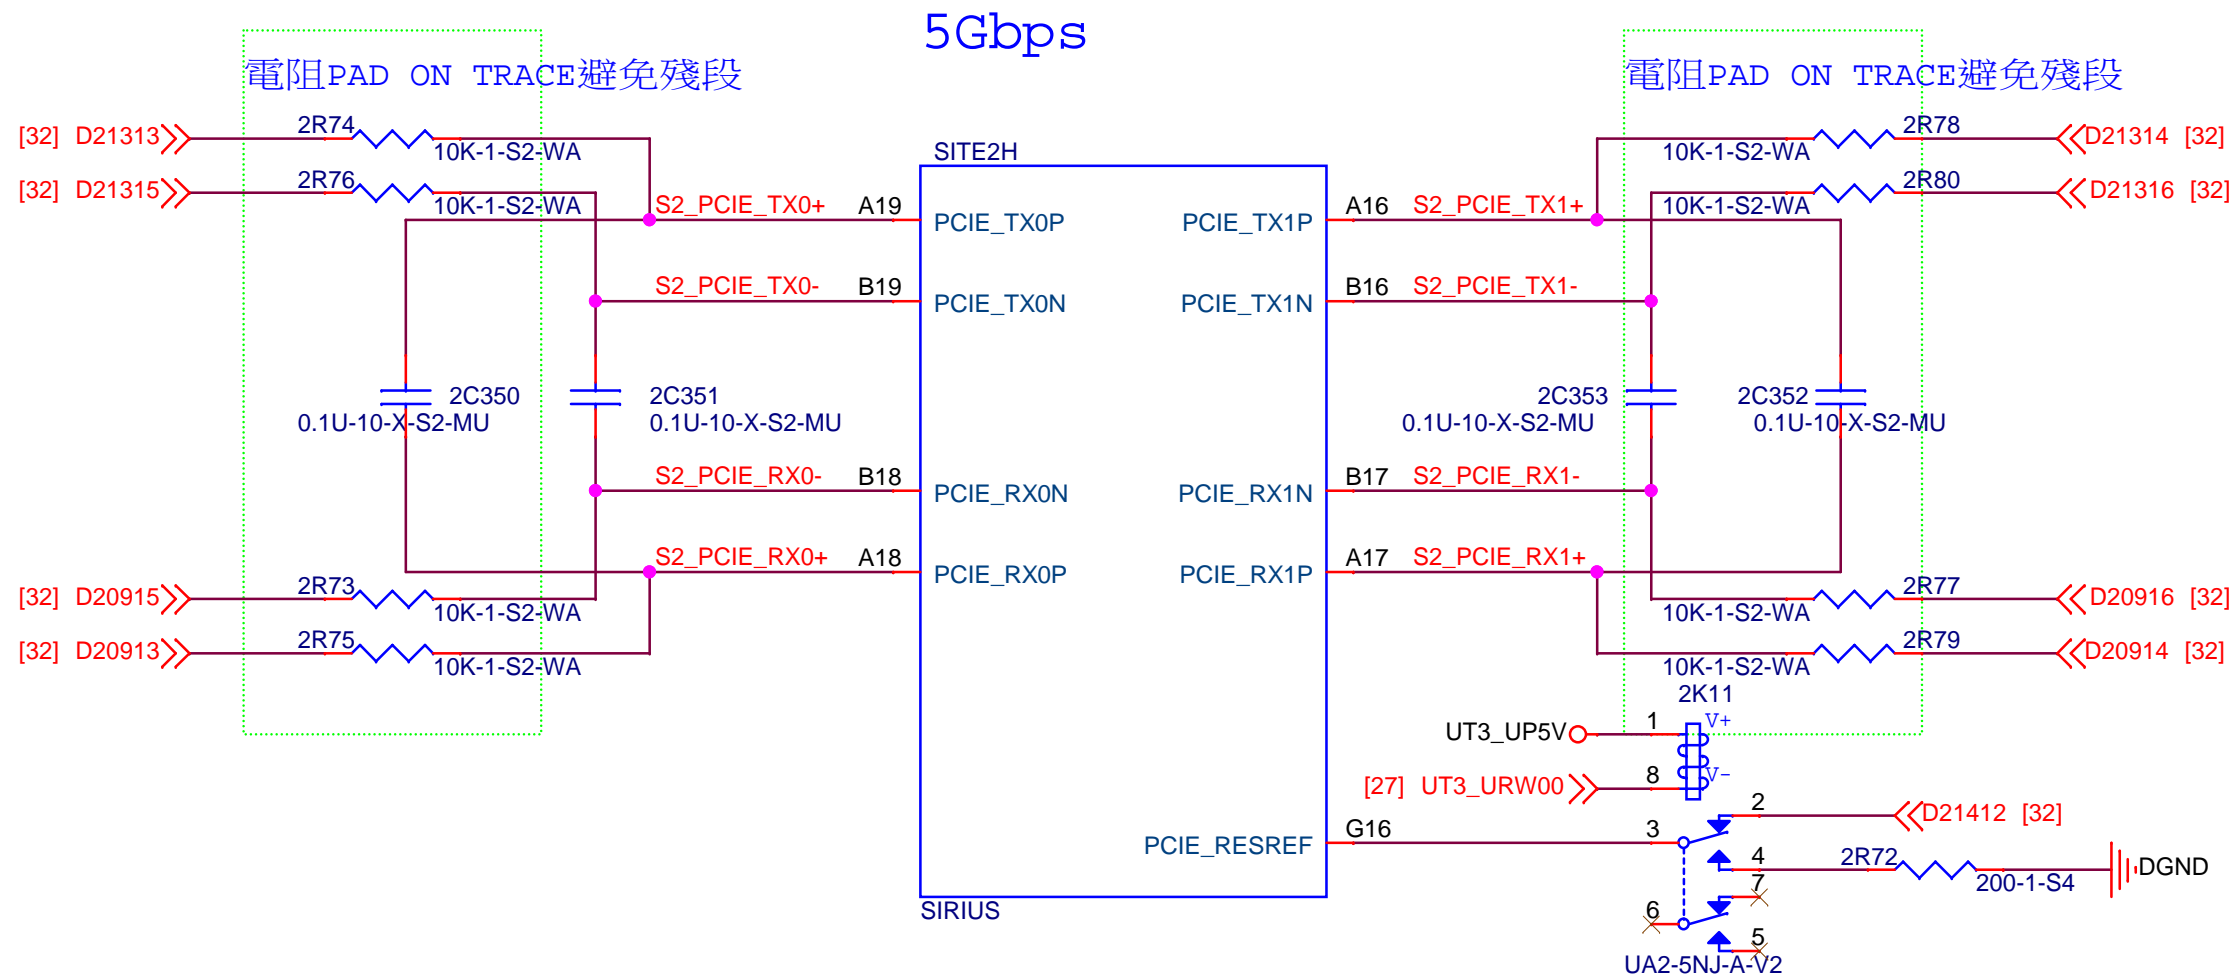 5Gbps
電阻PAD ON TRACE避免殘段
電阻PAD ON TRACE避免殘段
[32] D21313
2R74
10K-1-S2-WA
[32] D21315
2R76
10K-1-S2-WA
2R78
10K-1-S2-WA
D21314 [32]
2R80
10K-1-S2-WA
D21316 [32]
SITE2H
S2_PCIE_TX0+
A19
PCIE_TX0P
PCIE_TX1P
A16
S2_PCIE_TX1+
S2_PCIE_TX0-
B19
PCIE_TX0N
PCIE_TX1N
B16
S2_PCIE_TX1-
2C350
0.1U-10-X-S2-MU
2C351
0.1U-10-X-S2-MU
2C353
0.1U-10-X-S2-MU
2C352
0.1U-10-X-S2-MU
S2_PCIE_RX0-
B18
PCIE_RX0N
PCIE_RX1N
B17
S2_PCIE_RX1-
S2_PCIE_RX0+
A18
PCIE_RX0P
PCIE_RX1P
A17
S2_PCIE_RX1+
[32] D20915
2R73
10K-1-S2-WA
[32] D20913
2R75
10K-1-S2-WA
2R77
10K-1-S2-WA
D20916 [32]
2R79
10K-1-S2-WA
D20914 [32]
2K11
UT3_UP5V
1
V+
[27] UT3_URW00
8
V-
PCIE_RESREF
G16
3
2
D21412 [32]
4
2R72
200-1-S4
DGND
7
6
5
UA2-5NJ-A-V2
SIRIUS